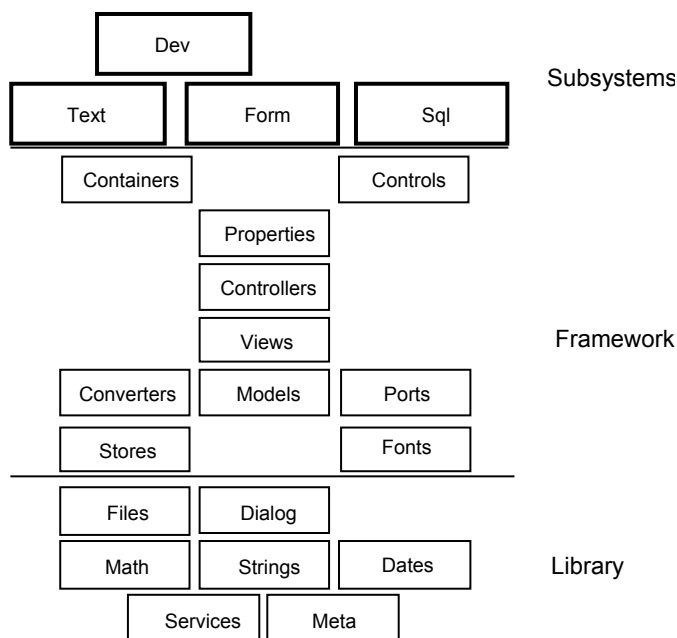 Dev
Subsystems
Text Form Sql
Containers Controls
Properties
Controllers
Views
Framework
Converters Models Ports
Stores Fonts
Files Dialog
Math Strings Dates
Library
Services Meta